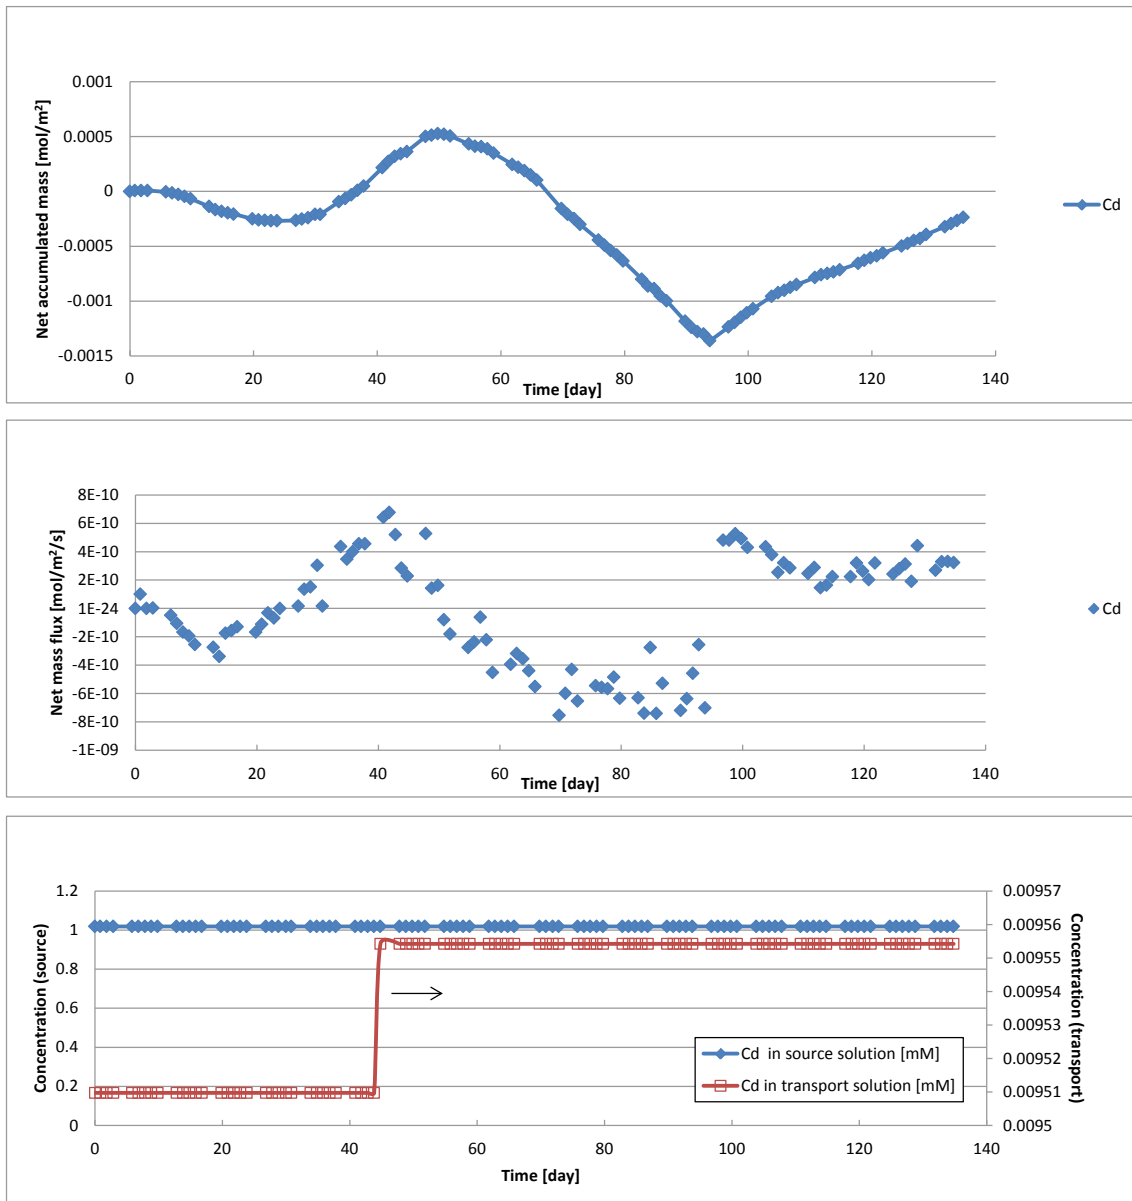 0.001
0.0005
0
-0.0005
-0.001
-0.0015
Net accumulated mass [mol/m²]
0 20 40 60 80 100 120 140
Time [day]
Cd
8E-10
6E-10
4E-10
2E-10
1E-24
-2E-10
-4E-10
-6E-10
-8E-10
-1E-09
Net mass flux [mol/m²/s]
0 20 40 60 80 100 120 140
Time [day]
Cd
1.2
1
0.8
0.6
0.4
0.2
0
Concentration (source)
0.00957
0.00956
0.00955
0.00954
0.00953
0.00952
0.00951
0.0095
Concentration (transport)
Cd in source solution [mM]
Cd in transport solution [mM]
0 20 40 60 80 100 120 140
Time [day]